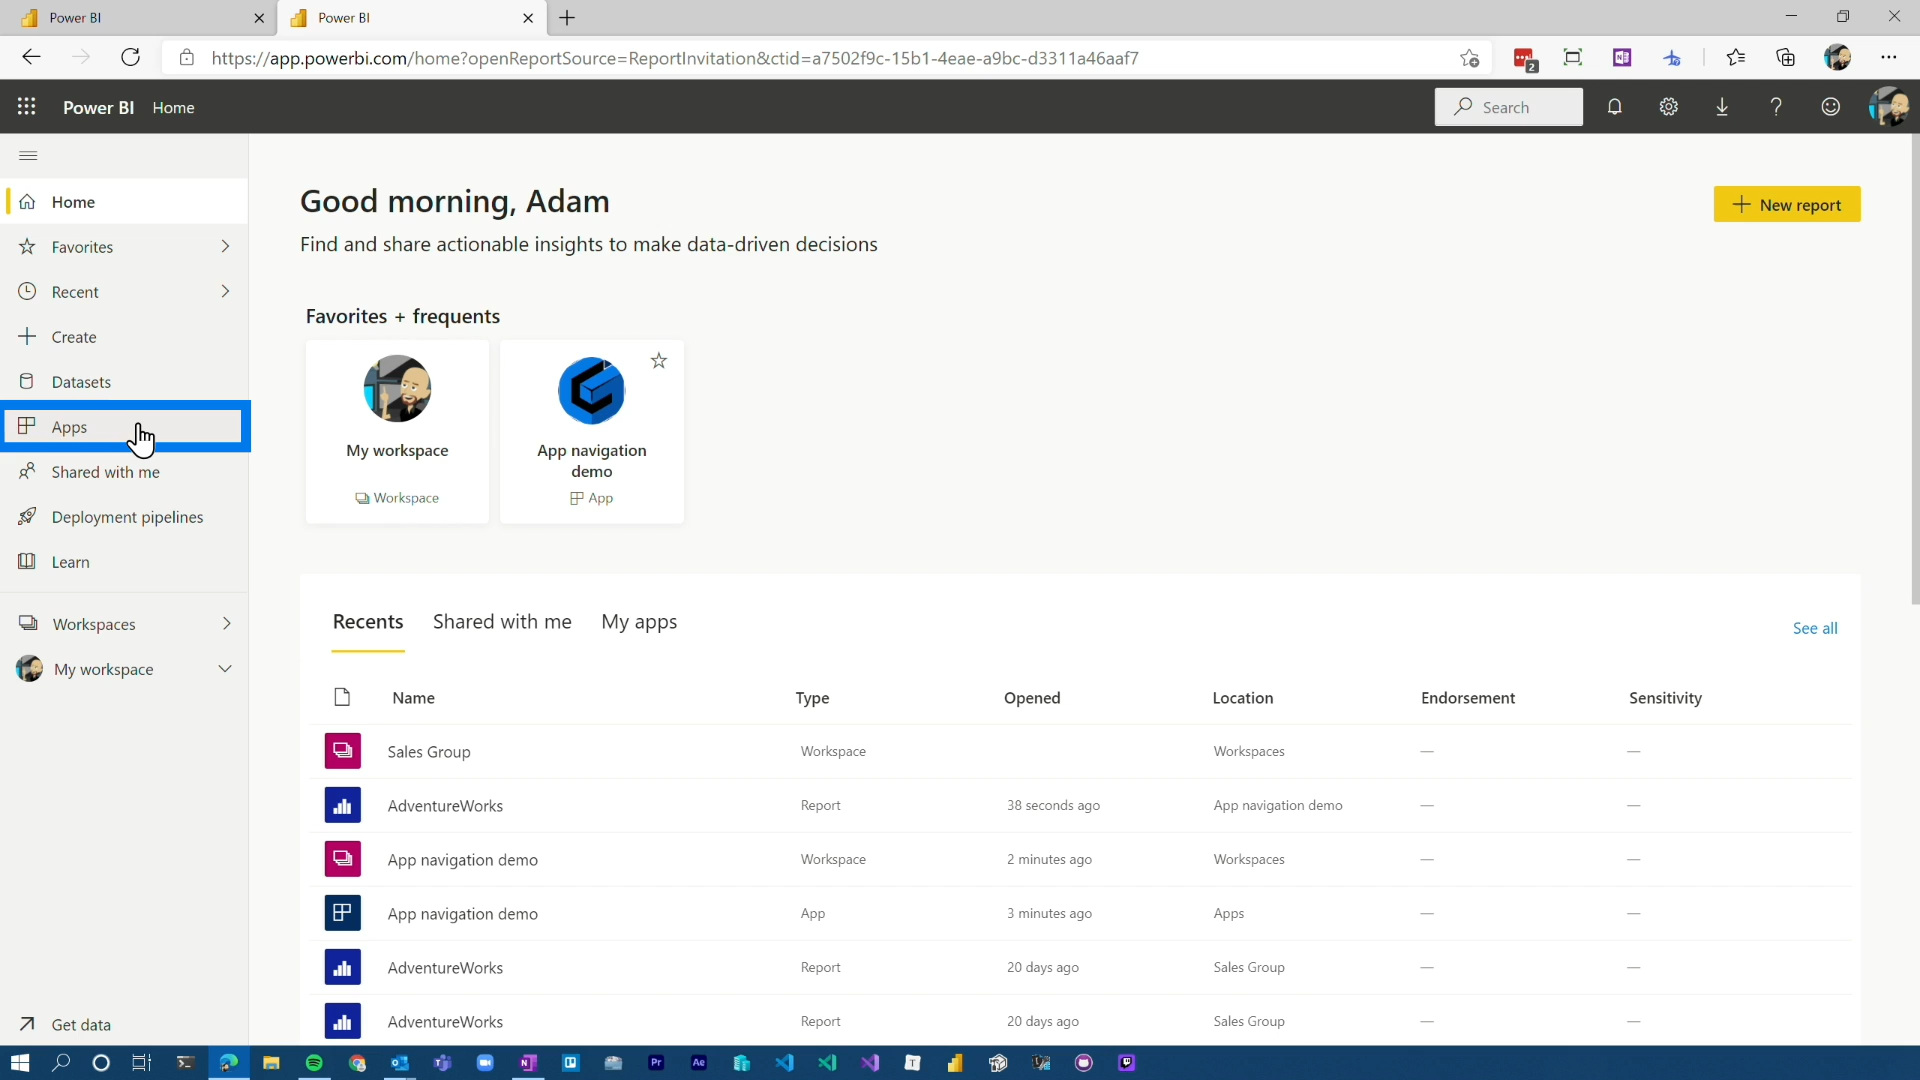 Power BI
Power BI
https://app.powerbi.com/home?openReportSource=ReportInvitation&ctid=a7502f9c-15b1-4eae-a9bc-d3311a46aaf7
2
Power BI Home
Search
Home
Favorites
Recent
Create
Datasets
Apps
Shared with me
Deployment pipelines
Learn
Workspaces
My workspace
Get data
Good morning, Adam
New report
Find and share actionable insights to make data-driven decisions
Favorites + frequents
My workspace
Workspace
App navigation
demo
App
Recents Shared with me My apps
See all
Name Type Opened Location Endorsement Sensitivity
Sales Group Workspace Workspaces — —
AdventureWorks Report 38 seconds ago App navigation demo — —
App navigation demo Workspace 2 minutes ago Workspaces — —
App navigation demo App 3 minutes ago Apps — —
AdventureWorks Report 20 days ago Sales Group — —
AdventureWorks Report 20 days ago Sales Group — —
Pr Ae